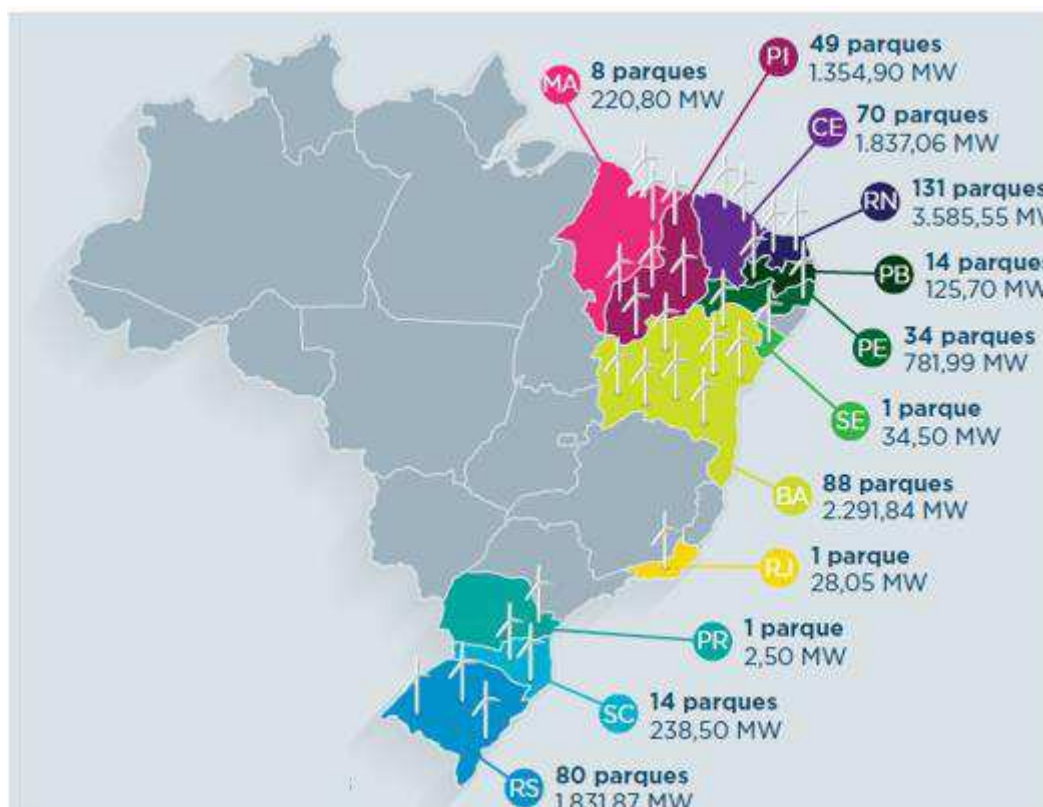 MA
8 parques
220,80 MW
PI
49 parques
1.354,90 MW
CE
70 parques
1.837,06 MW
RN
131 parques
3.585,55 MW
PB
14 parques
125,70 MW
PE
34 parques
781,99 MW
SE
1 parque
34,50 MW
BA
88 parques
2.291,84 MW
RJ
1 parque
28,05 MW
PR
1 parque
2,50 MW
SC
14 parques
238,50 MW
RS
80 parques
1.831,87 MW